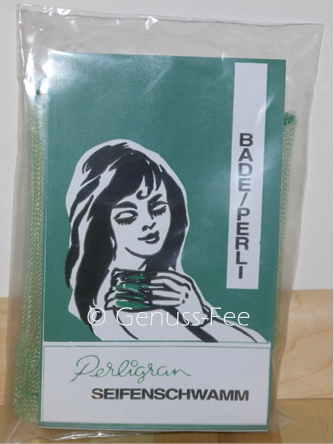 BADE/PERLI
© Genuss-Fee
Perligran
SEIFENSCHWAMM